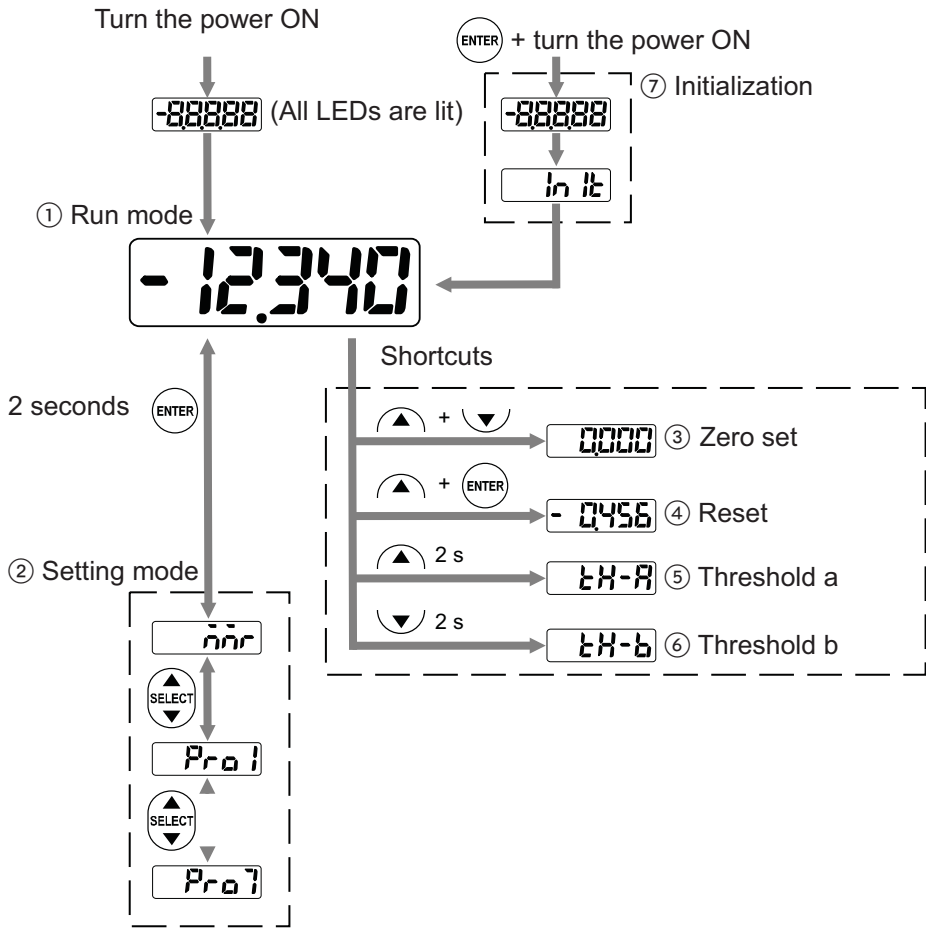 Turn the power ON
ENTER + turn the power ON
-8.8.8.8.8 (All LEDs are lit)
⑦ Initialization
-8.8.8.8.8
In It
① Run mode
- 12.340
Shortcuts
2 seconds ENTER
▲ + ▼ 0.000 ③ Zero set
▲ + ENTER - 0.456 ④ Reset
▲ 2 s tH-A ⑤ Threshold a
▼ 2 s tH-b ⑥ Threshold b
② Setting mode
▲
SELECT
▼
Pro1
▲
SELECT
▼
Pro7